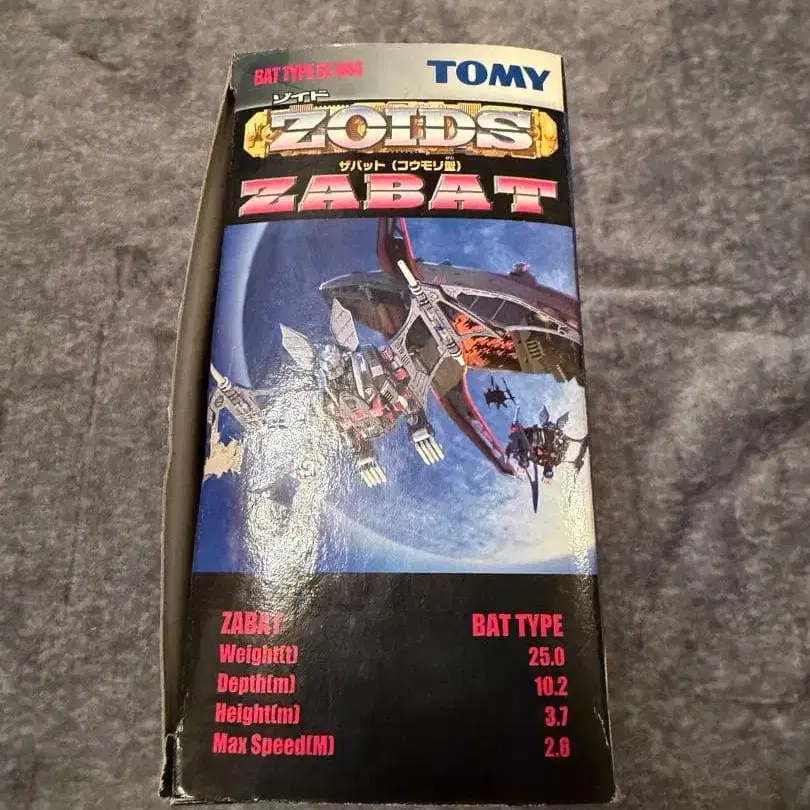 BAT TYPE
TOMY
ゾイド
ZOIDS
ザバット（コウモリ型）
ZABAT
ZABAT BAT TYPE
Weight(t) 25.0
Depth(m) 10.2
Height(m) 3.7
Max Speed(M) 2.8